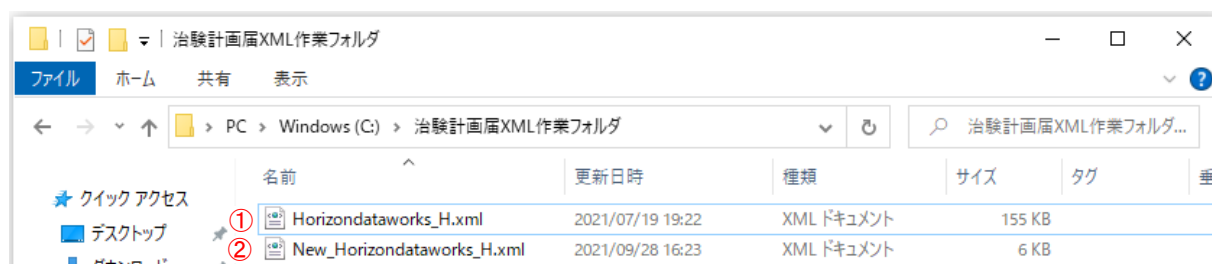 治験計画届XML作業フォルダ
ファイル ホーム 共有 表示
PC > Windows (C:) > 治験計画届XML作業フォルダ 治験計画届XML作業フォルダ...
名前 更新日時 種類 サイズ タグ
クイック アクセス
① Horizondataworks_H.xml 2021/07/19 19:22 XML ドキュメント 155 KB
デスクトップ
② New_Horizondataworks_H.xml 2021/09/28 16:23 XML ドキュメント 6 KB